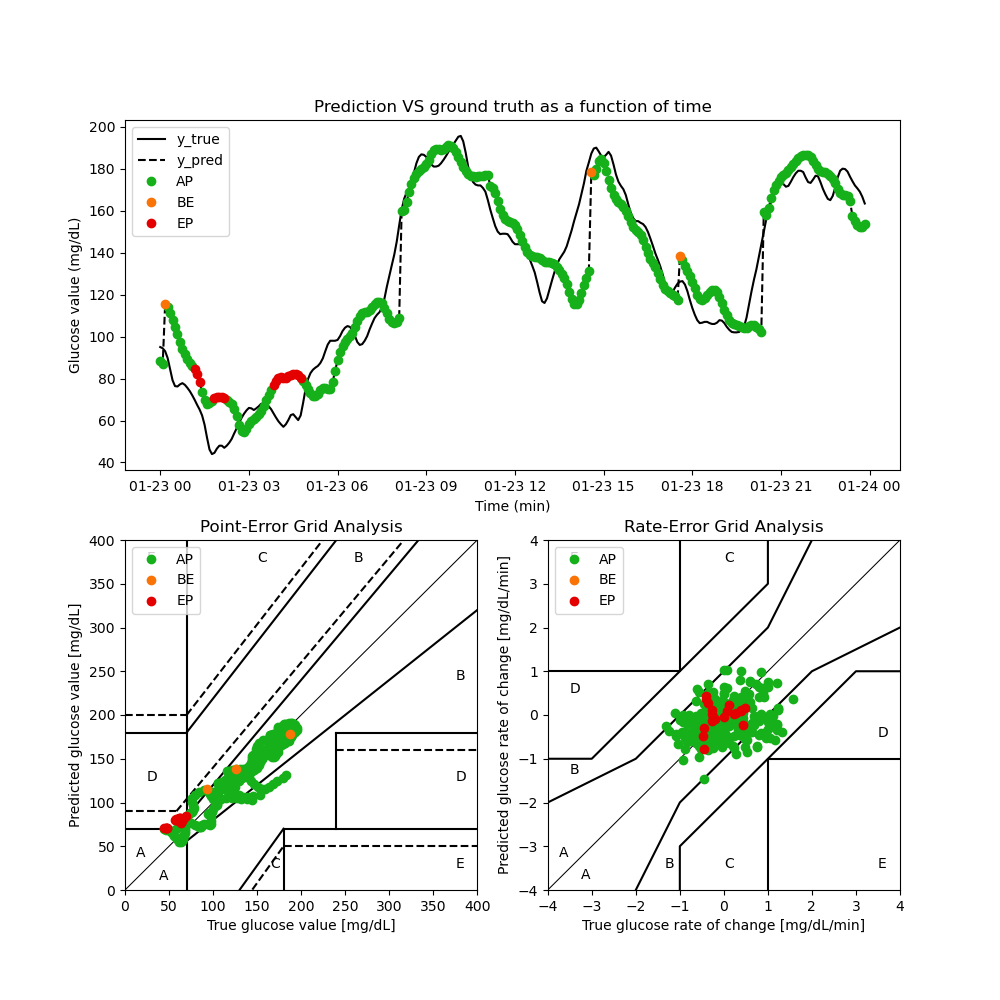 Prediction VS ground truth as a function of time
Glucose value (mg/dL)
200
180
160
140
120
100
80
60
40
y_true
y_pred
AP
BE
EP
01-23 00 01-23 03 01-23 06 01-23 09 01-23 12 01-23 15 01-23 18 01-23 21 01-24 00
Time (min)
Point-Error Grid Analysis
Predicted glucose value [mg/dL]
400
350
300
250
200
150
100
50
0
AP
BE
EP
C B
B
D D
A
A
C E
0 50 100 150 200 250 300 350 400
True glucose value [mg/dL]
Rate-Error Grid Analysis
Predicted glucose rate of change [mg/dL/min]
4
3
2
1
0
−1
−2
−3
−4
AP
BE
EP
C
D
D
B
A
A
B C E
−4 −3 −2 −1 0 1 2 3 4
True glucose rate of change [mg/dL/min]